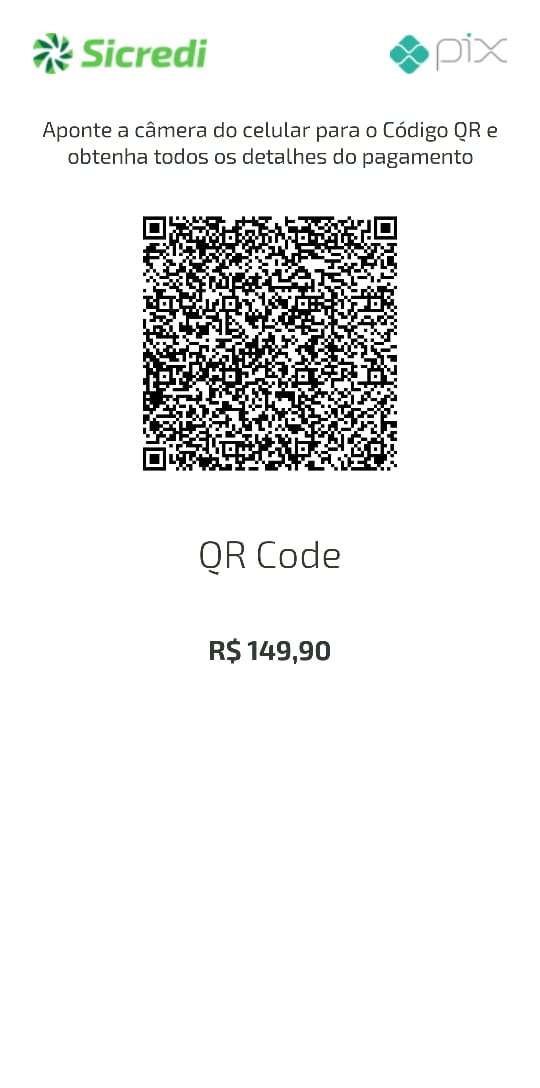 Sicredi
pix
Aponte a câmera do celular para o Código QR e
obtenha todos os detalhes do pagamento
QR Code
R$ 149,90